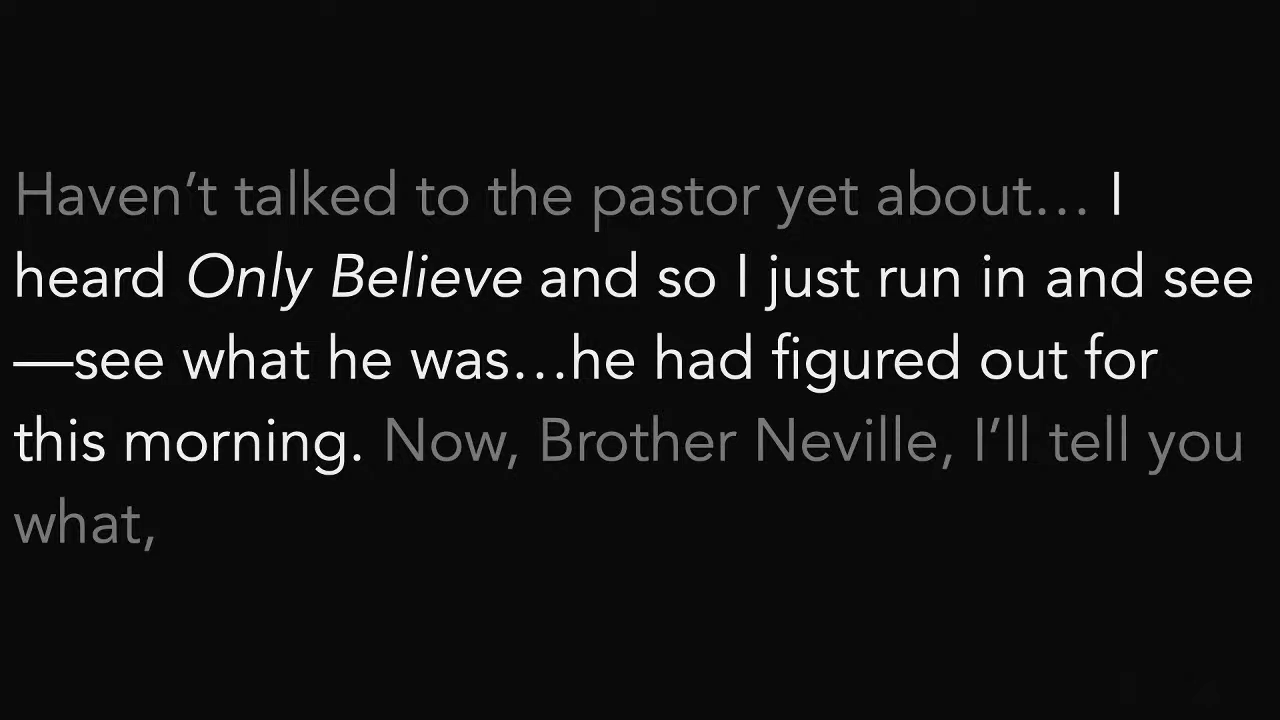 Haven’t talked to the pastor yet about… I
heard Only Believe and so I just run in and see
—see what he was…he had figured out for
this morning. Now, Brother Neville, I’ll tell you
what,